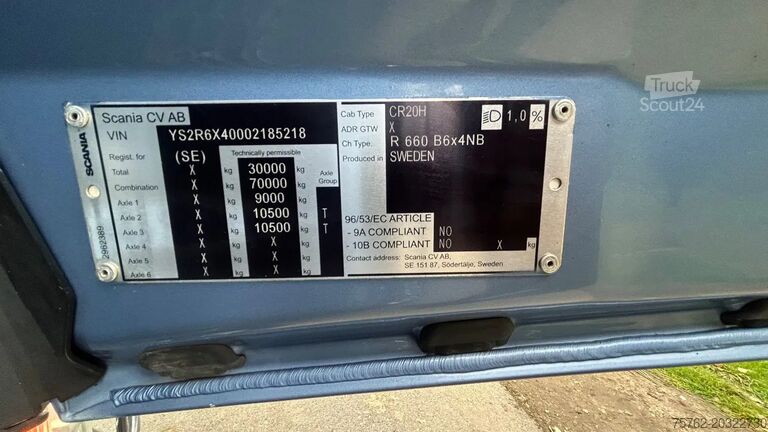 Truck
Scout24
SCANIA
2962389
Scania CV AB
VIN YS2R6X40002185218
Regist. for (SE) Technically permissible Axle Group
Total X kg 30000 kg
Combination X kg 70000 kg
Axle 1 X kg 9000 kg
Axle 2 X kg 10500 kg T
Axle 3 X kg 10500 kg T
Axle 4 X kg X kg
Axle 5 X kg X kg
Axle 6 X kg X kg
Cab Type CR20H 1,0%
ADR GTW X
Ch Type. R 660 B6x4NB
Produced in SWEDEN
96/53/EC ARTICLE
- 9A COMPLIANT NO
- 10B COMPLIANT NO X kg
Contact address: Scania CV AB,
SE 151 87, Södertälje, Sweden
75762-20322730